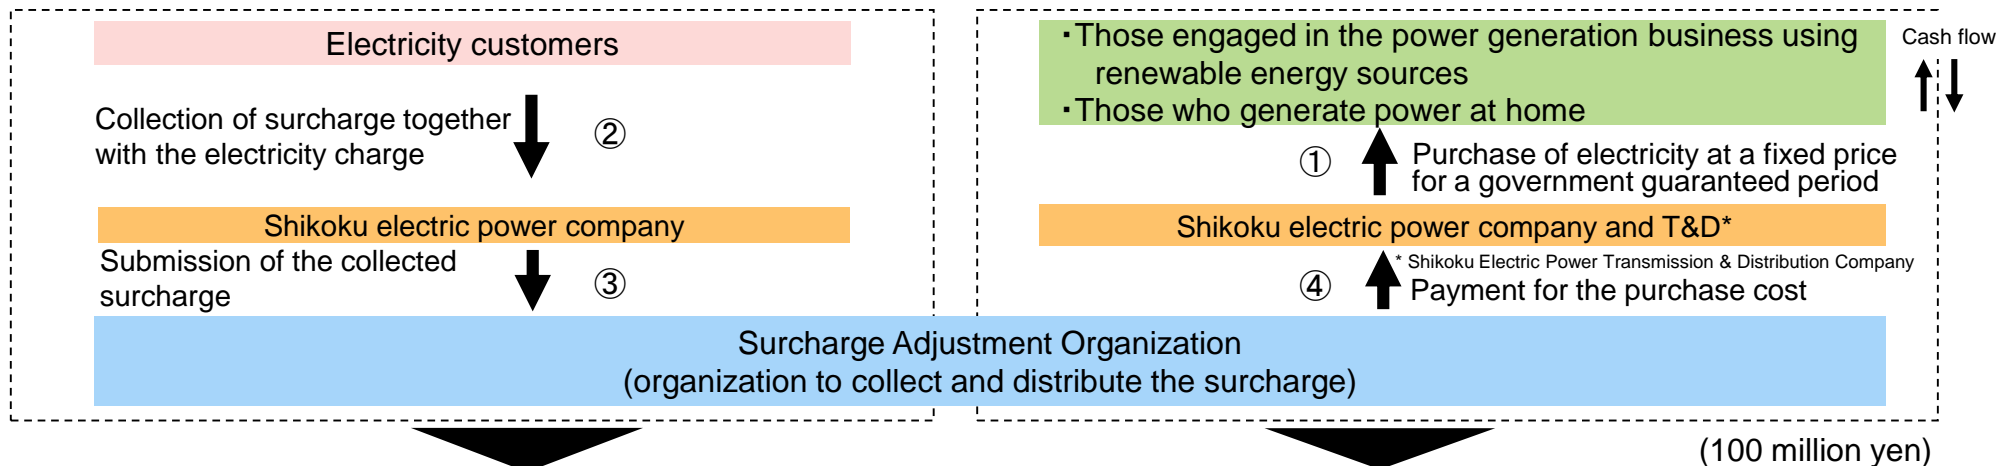 Electricity customers
Collection of surcharge together
with the electricity charge
②
Shikoku electric power company
Submission of the collected
surcharge
③
・Those engaged in the power generation business using
renewable energy sources
・Those who generate power at home
Cash flow
①
Purchase of electricity at a fixed price
for a government guaranteed period
Shikoku electric power company and T&D*
* Shikoku Electric Power Transmission & Distribution Company
④
Payment for the purchase cost
Surcharge Adjustment Organization
(organization to collect and distribute the surcharge)
(100 million yen)